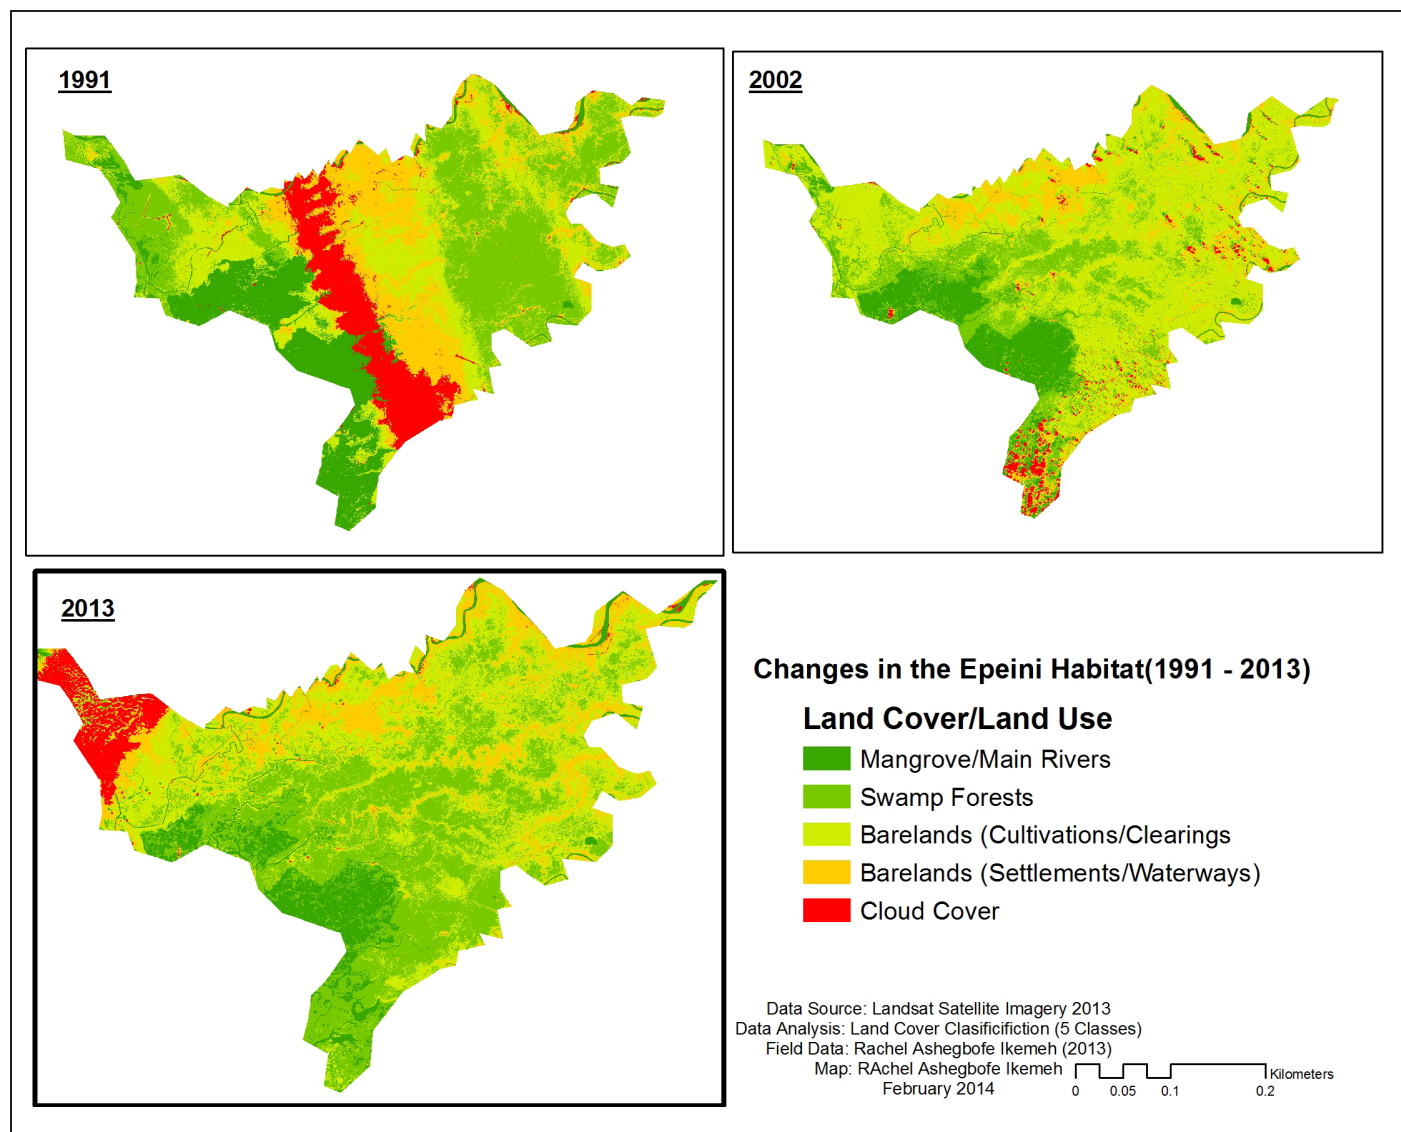 1991
2002
2013
Changes in the Epeini Habitat(1991 - 2013)
Land Cover/Land Use
Mangrove/Main Rivers
Swamp Forests
Barelands (Cultivations/Clearings
Barelands (Settlements/Waterways)
Cloud Cover
Data Source: Landsat Satellite Imagery 2013
Data Analysis: Land Cover Clasificifiction (5 Classes)
Field Data: Rachel Ashegbofe Ikemeh (2013)
Map: RAchel Ashegbofe Ikemeh
February 2014
Kilometers
0 0.05 0.1 0.2